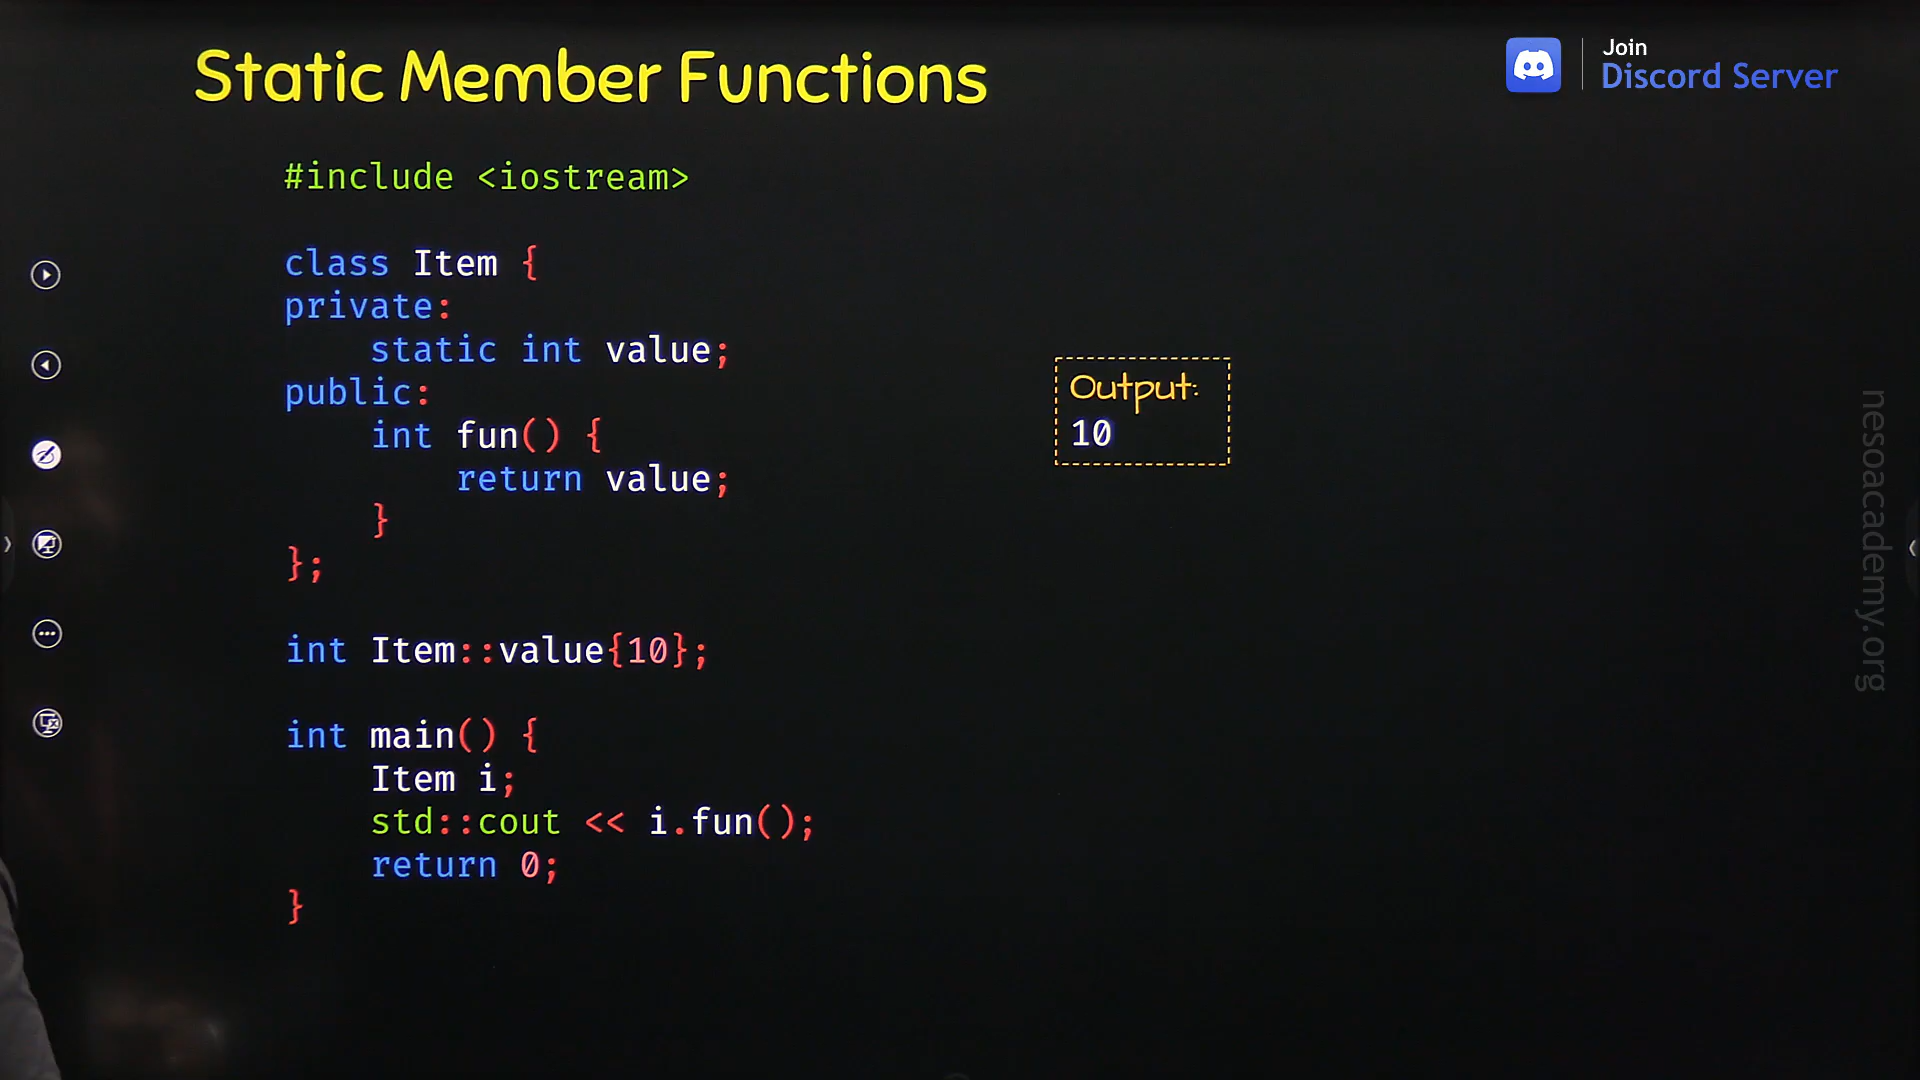 Static Member Functions
Join
Discord Server
#include <iostream>
class Item {
private:
    static int value;
public:
    int fun() {
        return value;
    }
};
int Item::value{10};
int main() {
    Item i;
    std::cout << i.fun();
    return 0;
}
Output:
10
nesoacademy.org